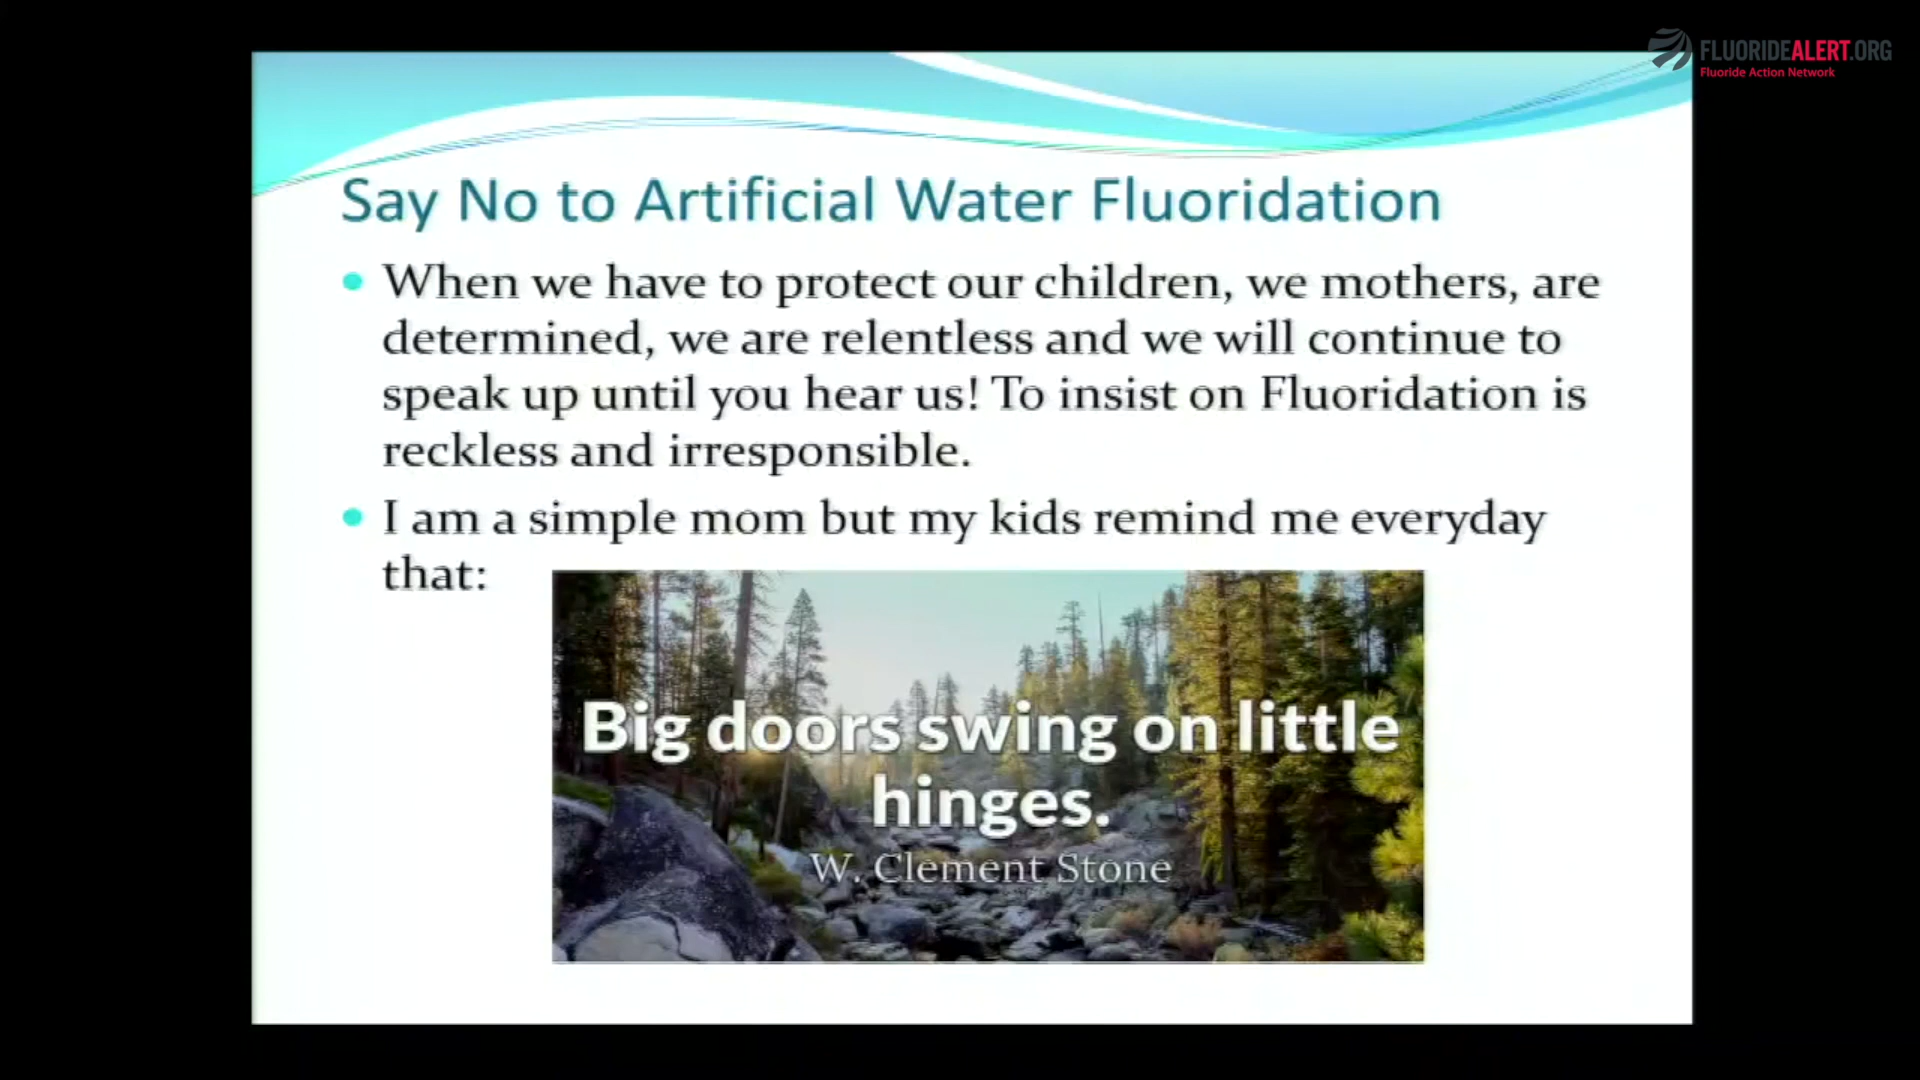 FLUORIDEALERT.ORG
Fluoride Action Network
Say No to Artificial Water Fluoridation
When we have to protect our children, we mothers, are
determined, we are relentless and we will continue to
speak up until you hear us! To insist on Fluoridation is
reckless and irresponsible.
I am a simple mom but my kids remind me everyday
that:
Big doors swing on little
hinges.
W. Clement Stone